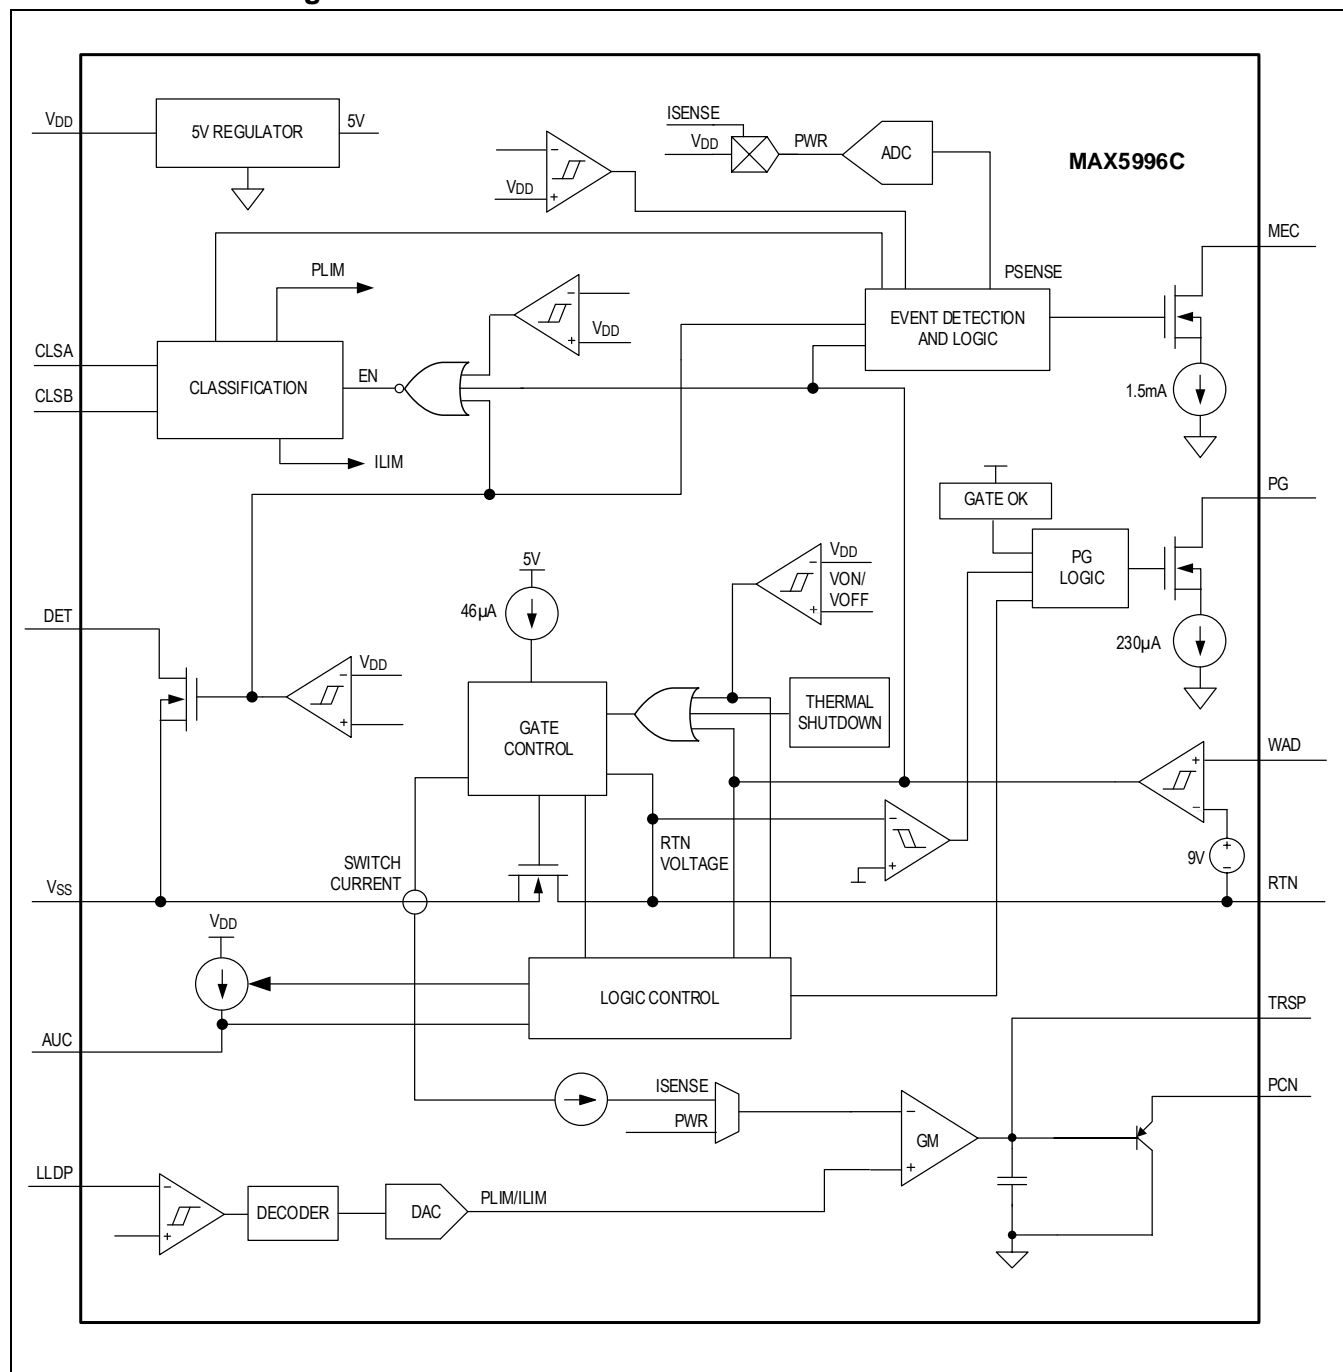 VDD
5V REGULATOR
5V
ISENSE
VDD
PWR
ADC
MAX5996C
−
VDD
+
MEC
PLIM
PSENSE
−
VDD
+
EVENT DETECTION
AND LOGIC
CLSA
CLSB
CLASSIFICATION
EN
1.5mA
ILIM
PG
GATE OK
5V
46µA
−
VDD
VON/
VOFF
+
PG
LOGIC
DET
230µA
VDD
−
+
GATE
CONTROL
THERMAL
SHUTDOWN
WAD
+
−
−
+
RTN
VOLTAGE
9V
+
−
SWITCH
CURRENT
VSS
RTN
VDD
LOGIC CONTROL
TRSP
AUC
ISENSE
PWR
PCN
−
GM
+
LLDP
−
+
DECODER
DAC
PLIM/ILIM